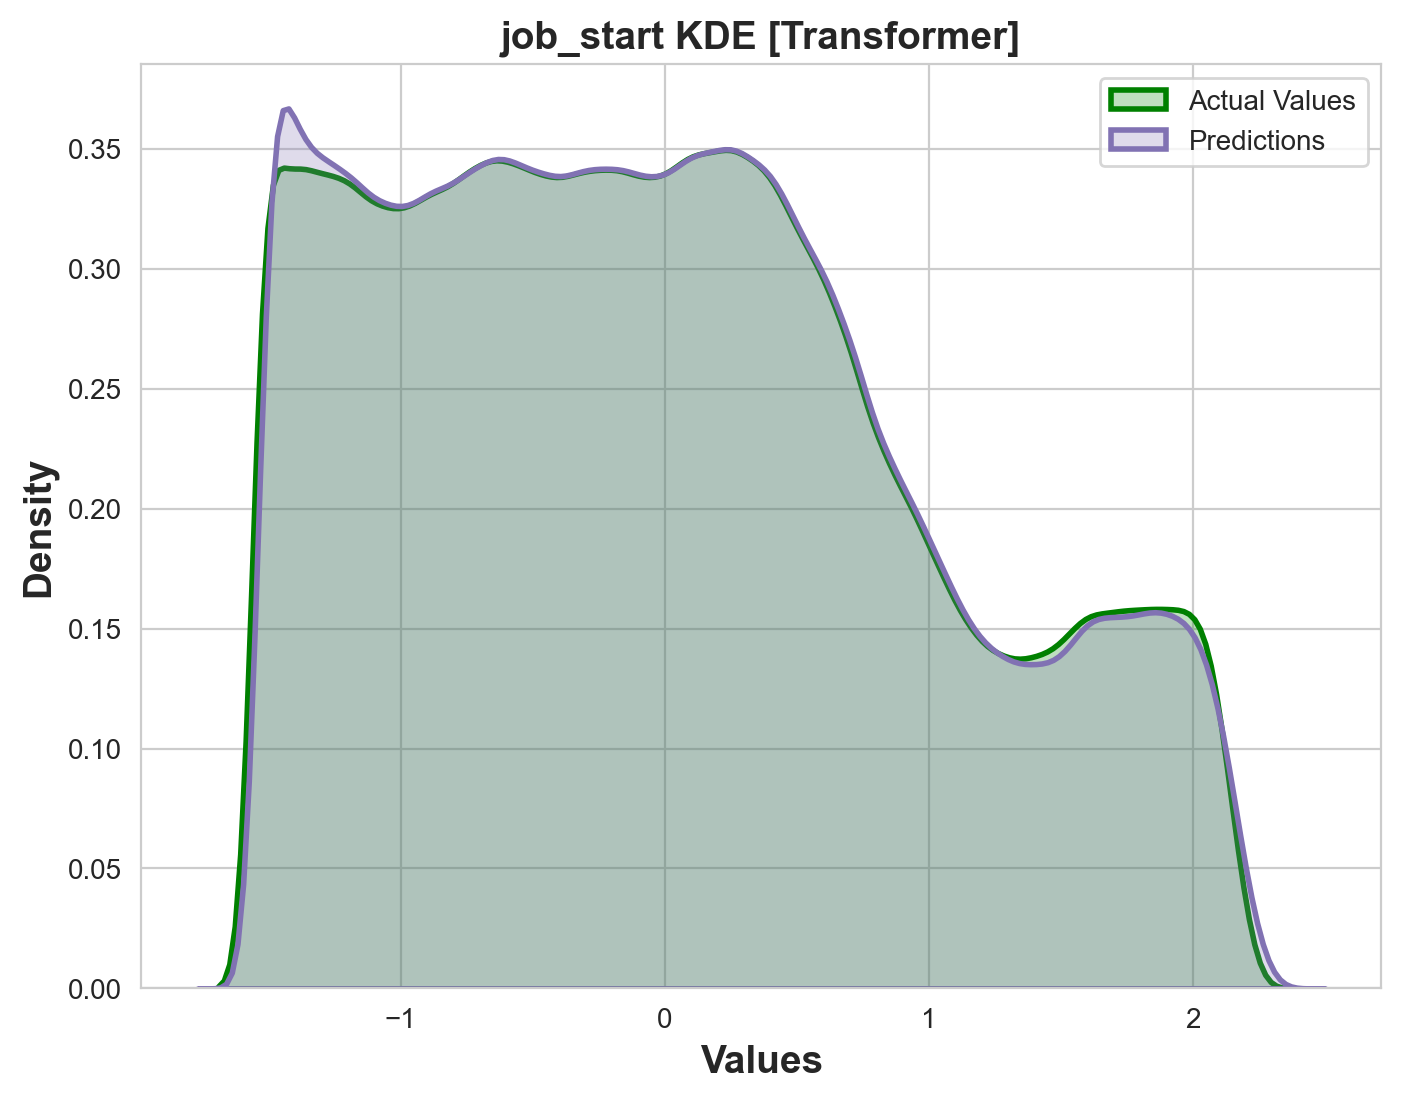 job_start KDE [Transformer]
Actual Values
Predictions
0.35
0.30
0.25
0.20
0.15
0.10
0.05
0.00
Density
−1
0
1
2
Values